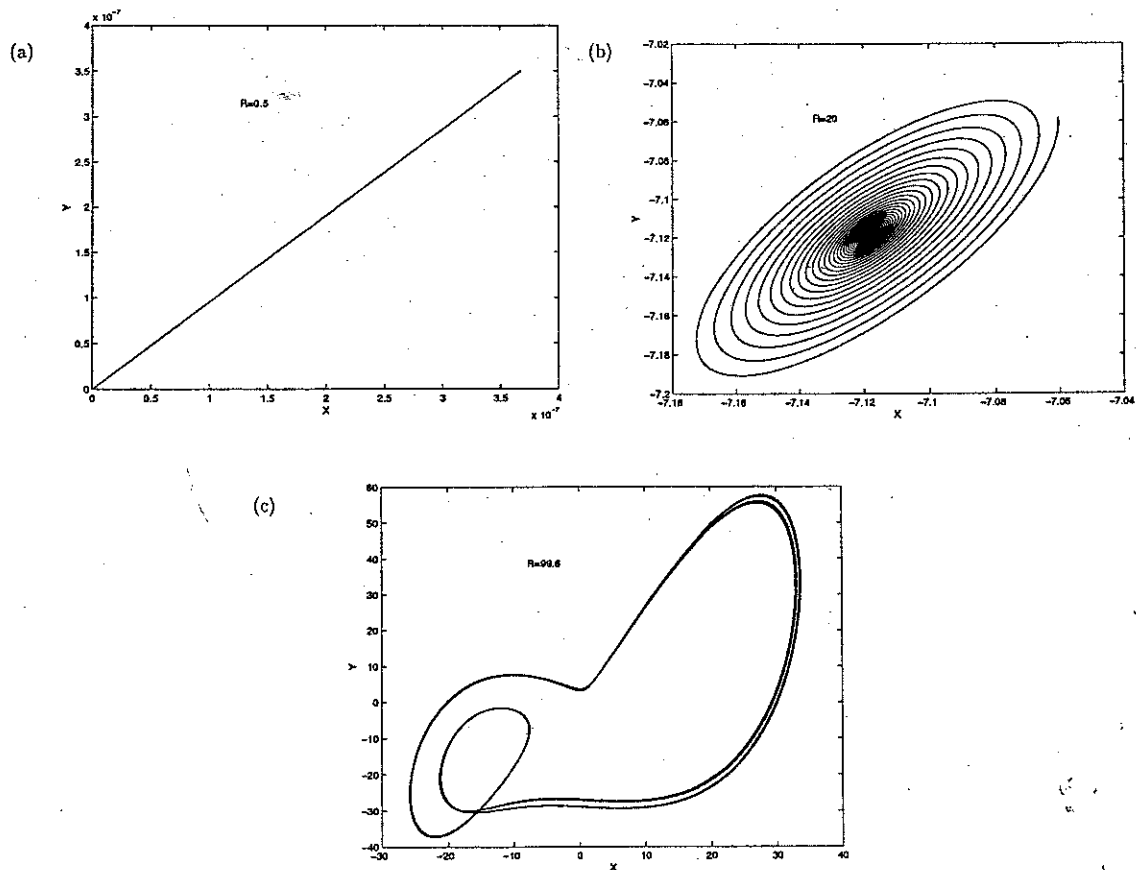 (a)
x 10⁻⁷
4
3.5
3
2.5
2
1.5
1
0.5
0
Y
R=0.5
0 0.5 1 1.5 2 2.5 3 3.5 4
X
x 10⁻⁷
(b)
-7.02
-7.04
-7.06
-7.08
-7.1
-7.12
-7.14
-7.16
-7.18
-7.2
Y
R=20
-7.18 -7.16 -7.14 -7.12 -7.1 -7.08 -7.06 -7.04
X
(c)
60
50
40
30
20
10
0
-10
-20
-30
-40
Y
R=99.6
-30 -20 -10 0 10 20 30 40
X